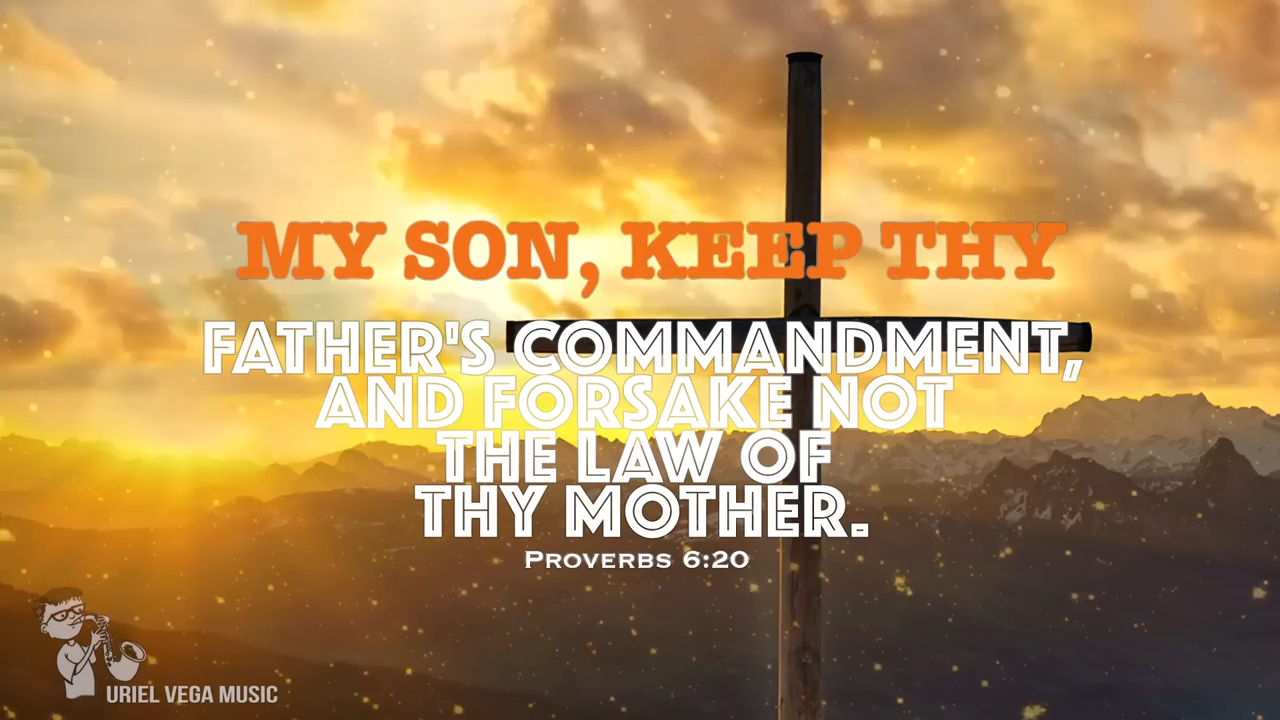 MY SON, KEEP THY
FATHER'S COMMANDMENT,
AND FORSAKE NOT
THE LAW OF
THY MOTHER.
PROVERBS 6:20
URIEL VEGA MUSIC